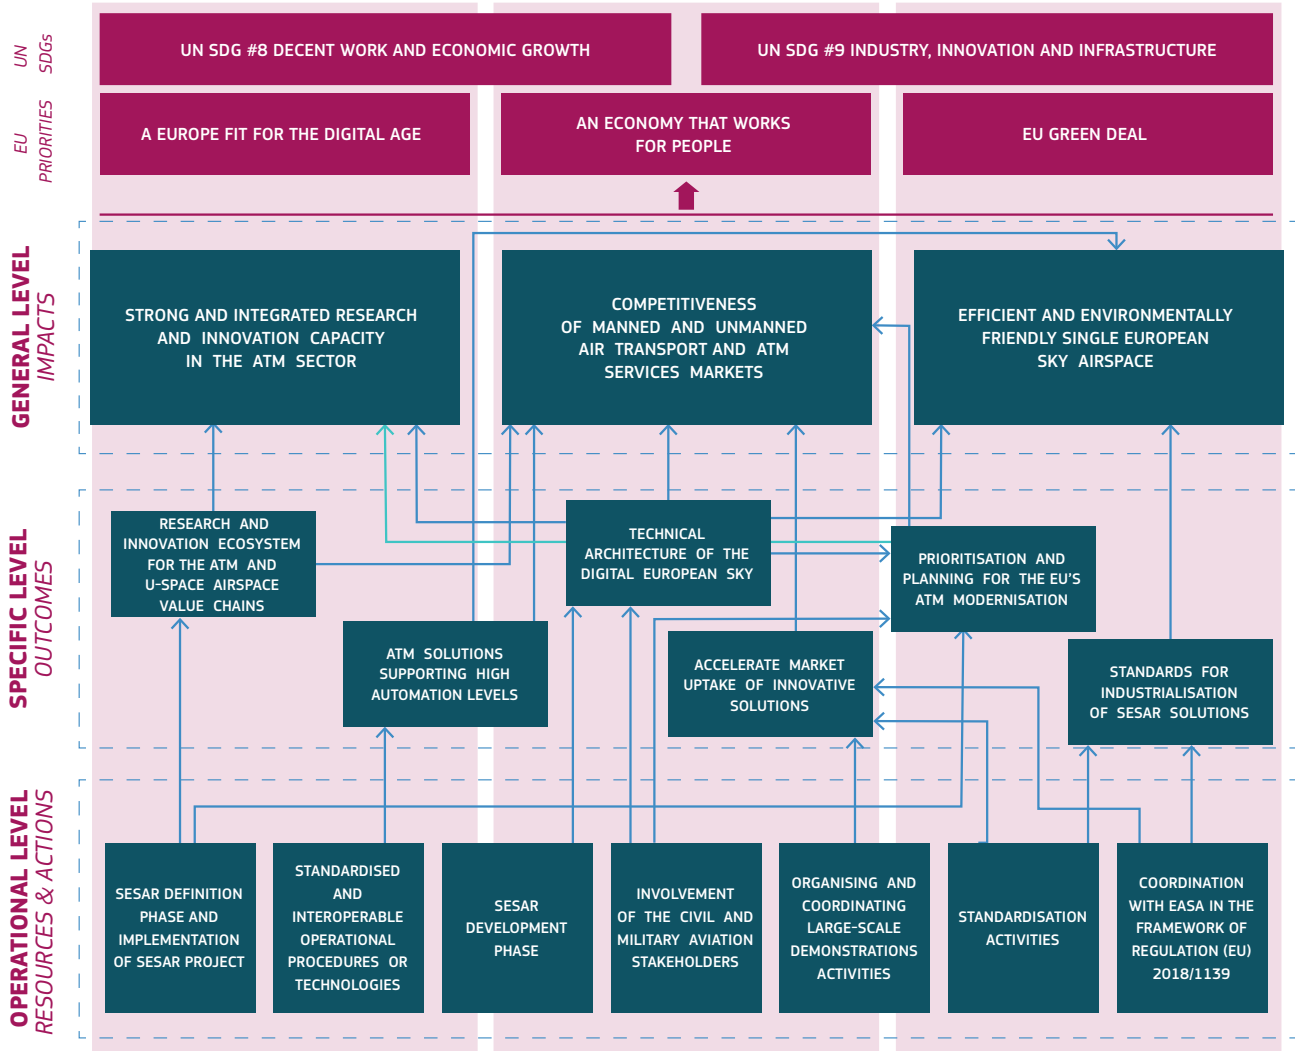 UN
SDGs
UN SDG #8 DECENT WORK AND ECONOMIC GROWTH
UN SDG #9 INDUSTRY, INNOVATION AND INFRASTRUCTURE
EU
PRIORITIES
A EUROPE FIT FOR THE DIGITAL AGE
AN ECONOMY THAT WORKS
FOR PEOPLE
EU GREEN DEAL
GENERAL LEVEL
IMPACTS
STRONG AND INTEGRATED RESEARCH
AND INNOVATION CAPACITY
IN THE ATM SECTOR
COMPETITIVENESS
OF MANNED AND UNMANNED
AIR TRANSPORT AND ATM
SERVICES MARKETS
EFFICIENT AND ENVIRONMENTALLY
FRIENDLY SINGLE EUROPEAN
SKY AIRSPACE
SPECIFIC LEVEL
OUTCOMES
RESEARCH AND
INNOVATION ECOSYSTEM
FOR THE ATM AND
U-SPACE AIRSPACE
VALUE CHAINS
ATM SOLUTIONS
SUPPORTING HIGH
AUTOMATION LEVELS
TECHNICAL
ARCHITECTURE OF THE
DIGITAL EUROPEAN SKY
ACCELERATE MARKET
UPTAKE OF INNOVATIVE
SOLUTIONS
PRIORITISATION AND
PLANNING FOR THE EU'S
ATM MODERNISATION
STANDARDS FOR
INDUSTRIALISATION
OF SESAR SOLUTIONS
OPERATIONAL LEVEL
RESOURCES & ACTIONS
SESAR DEFINITION
PHASE AND
IMPLEMENTATION
OF SESAR PROJECT
STANDARDISED
AND
INTEROPERABLE
OPERATIONAL
PROCEDURES OR
TECHNOLOGIES
SESAR
DEVELOPMENT
PHASE
INVOLVEMENT
OF THE CIVIL AND
MILITARY AVIATION
STAKEHOLDERS
ORGANISING AND
COORDINATING
LARGE-SCALE
DEMONSTRATIONS
ACTIVITIES
STANDARDISATION
ACTIVITIES
COORDINATION
WITH EASA IN THE
FRAMEWORK OF
REGULATION (EU)
2018/1139